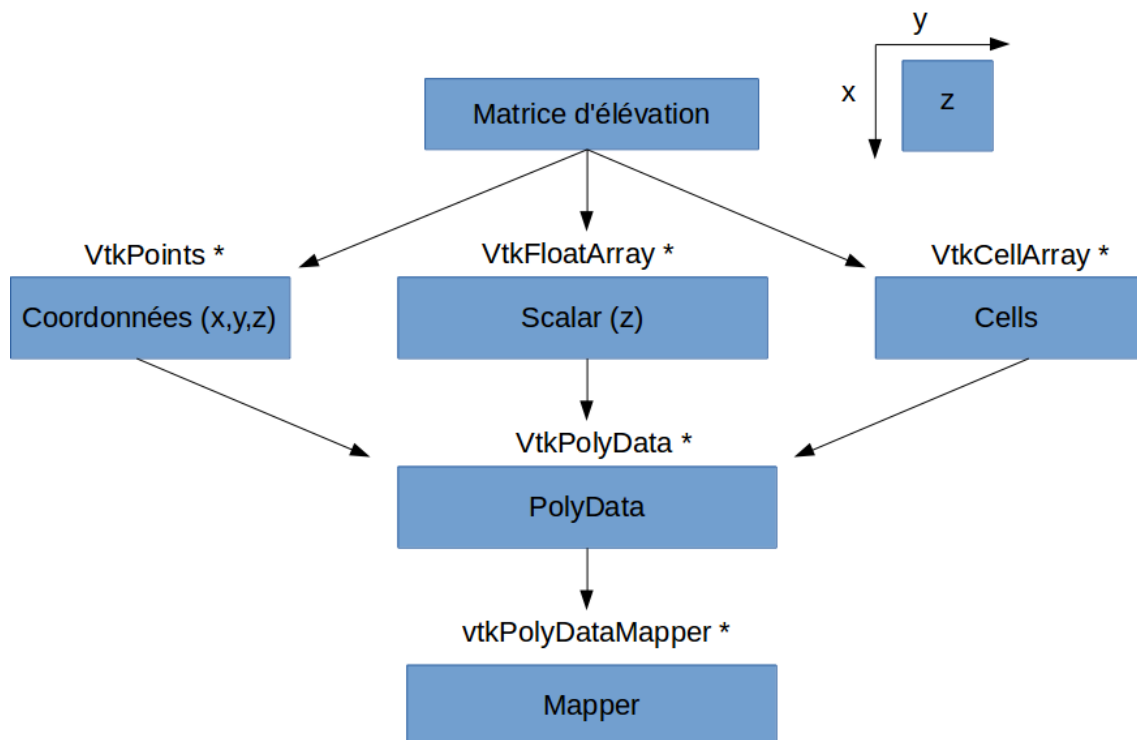 y
x
z
Matrice d'élévation
VtkPoints *
VtkFloatArray *
VtkCellArray *
Coordonnées (x,y,z)
Scalar (z)
Cells
VtkPolyData *
PolyData
vtkPolyDataMapper *
Mapper